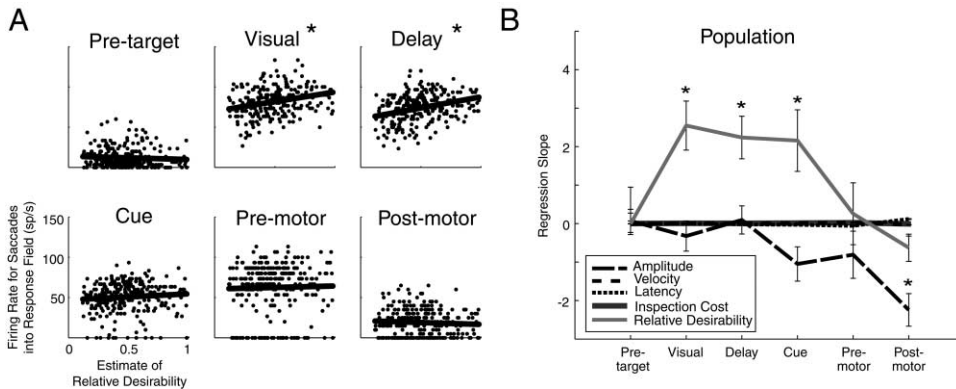 A
Pre-target
Visual *
Delay *
Cue
Pre-motor
Post-motor
Firing Rate for Saccades
into Response Field (sp/s)
150
100
50
0
0.5
1
Estimate of
Relative Desirability
B
Population
Regression Slope
4
2
0
-2
*
*
*
*
Amplitude
Velocity
Latency
Inspection Cost
Relative Desirability
Pre-
target
Visual
Delay
Cue
Pre-
motor
Post-
motor